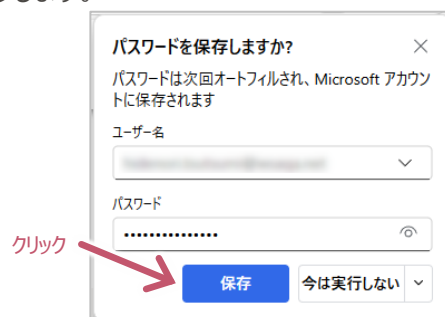 します。
パスワードを保存しますか?
パスワードは次回オートフィルされ、Microsoft アカウン
トに保存されます
ユーザー名
パスワード
クリック
保存
今は実行しない